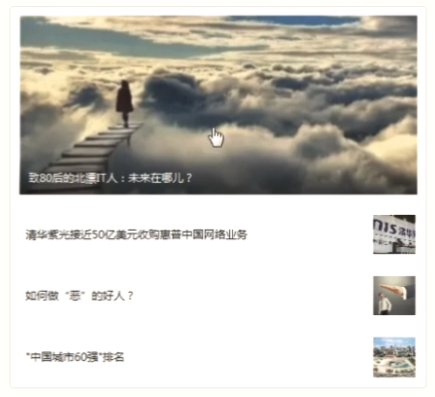 致80后的北漂IT人：未来在哪儿？
清华紫光接近50亿美元收购惠普中国网络业务
如何做“恶”的好人？
"中国城市60强"排名